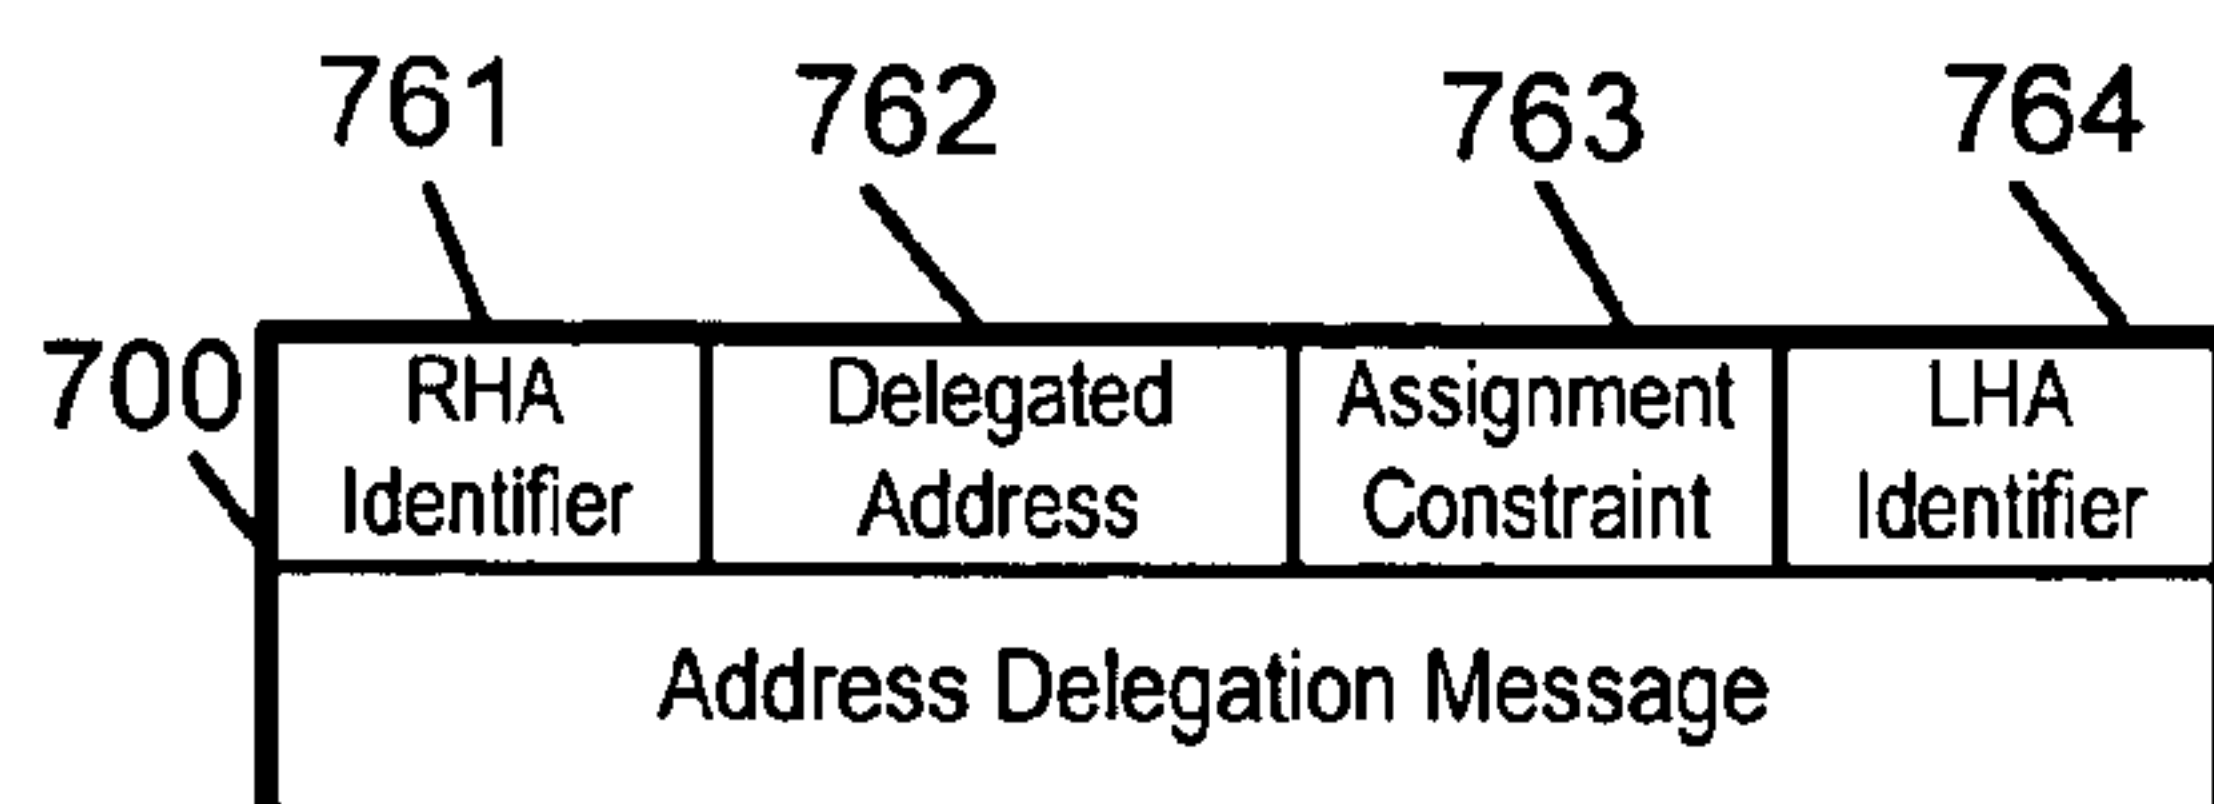 761 762 763 764
700
RHA Delegated Assignment LHA
Identifier Address Constraint Identifier
Address Delegation Message